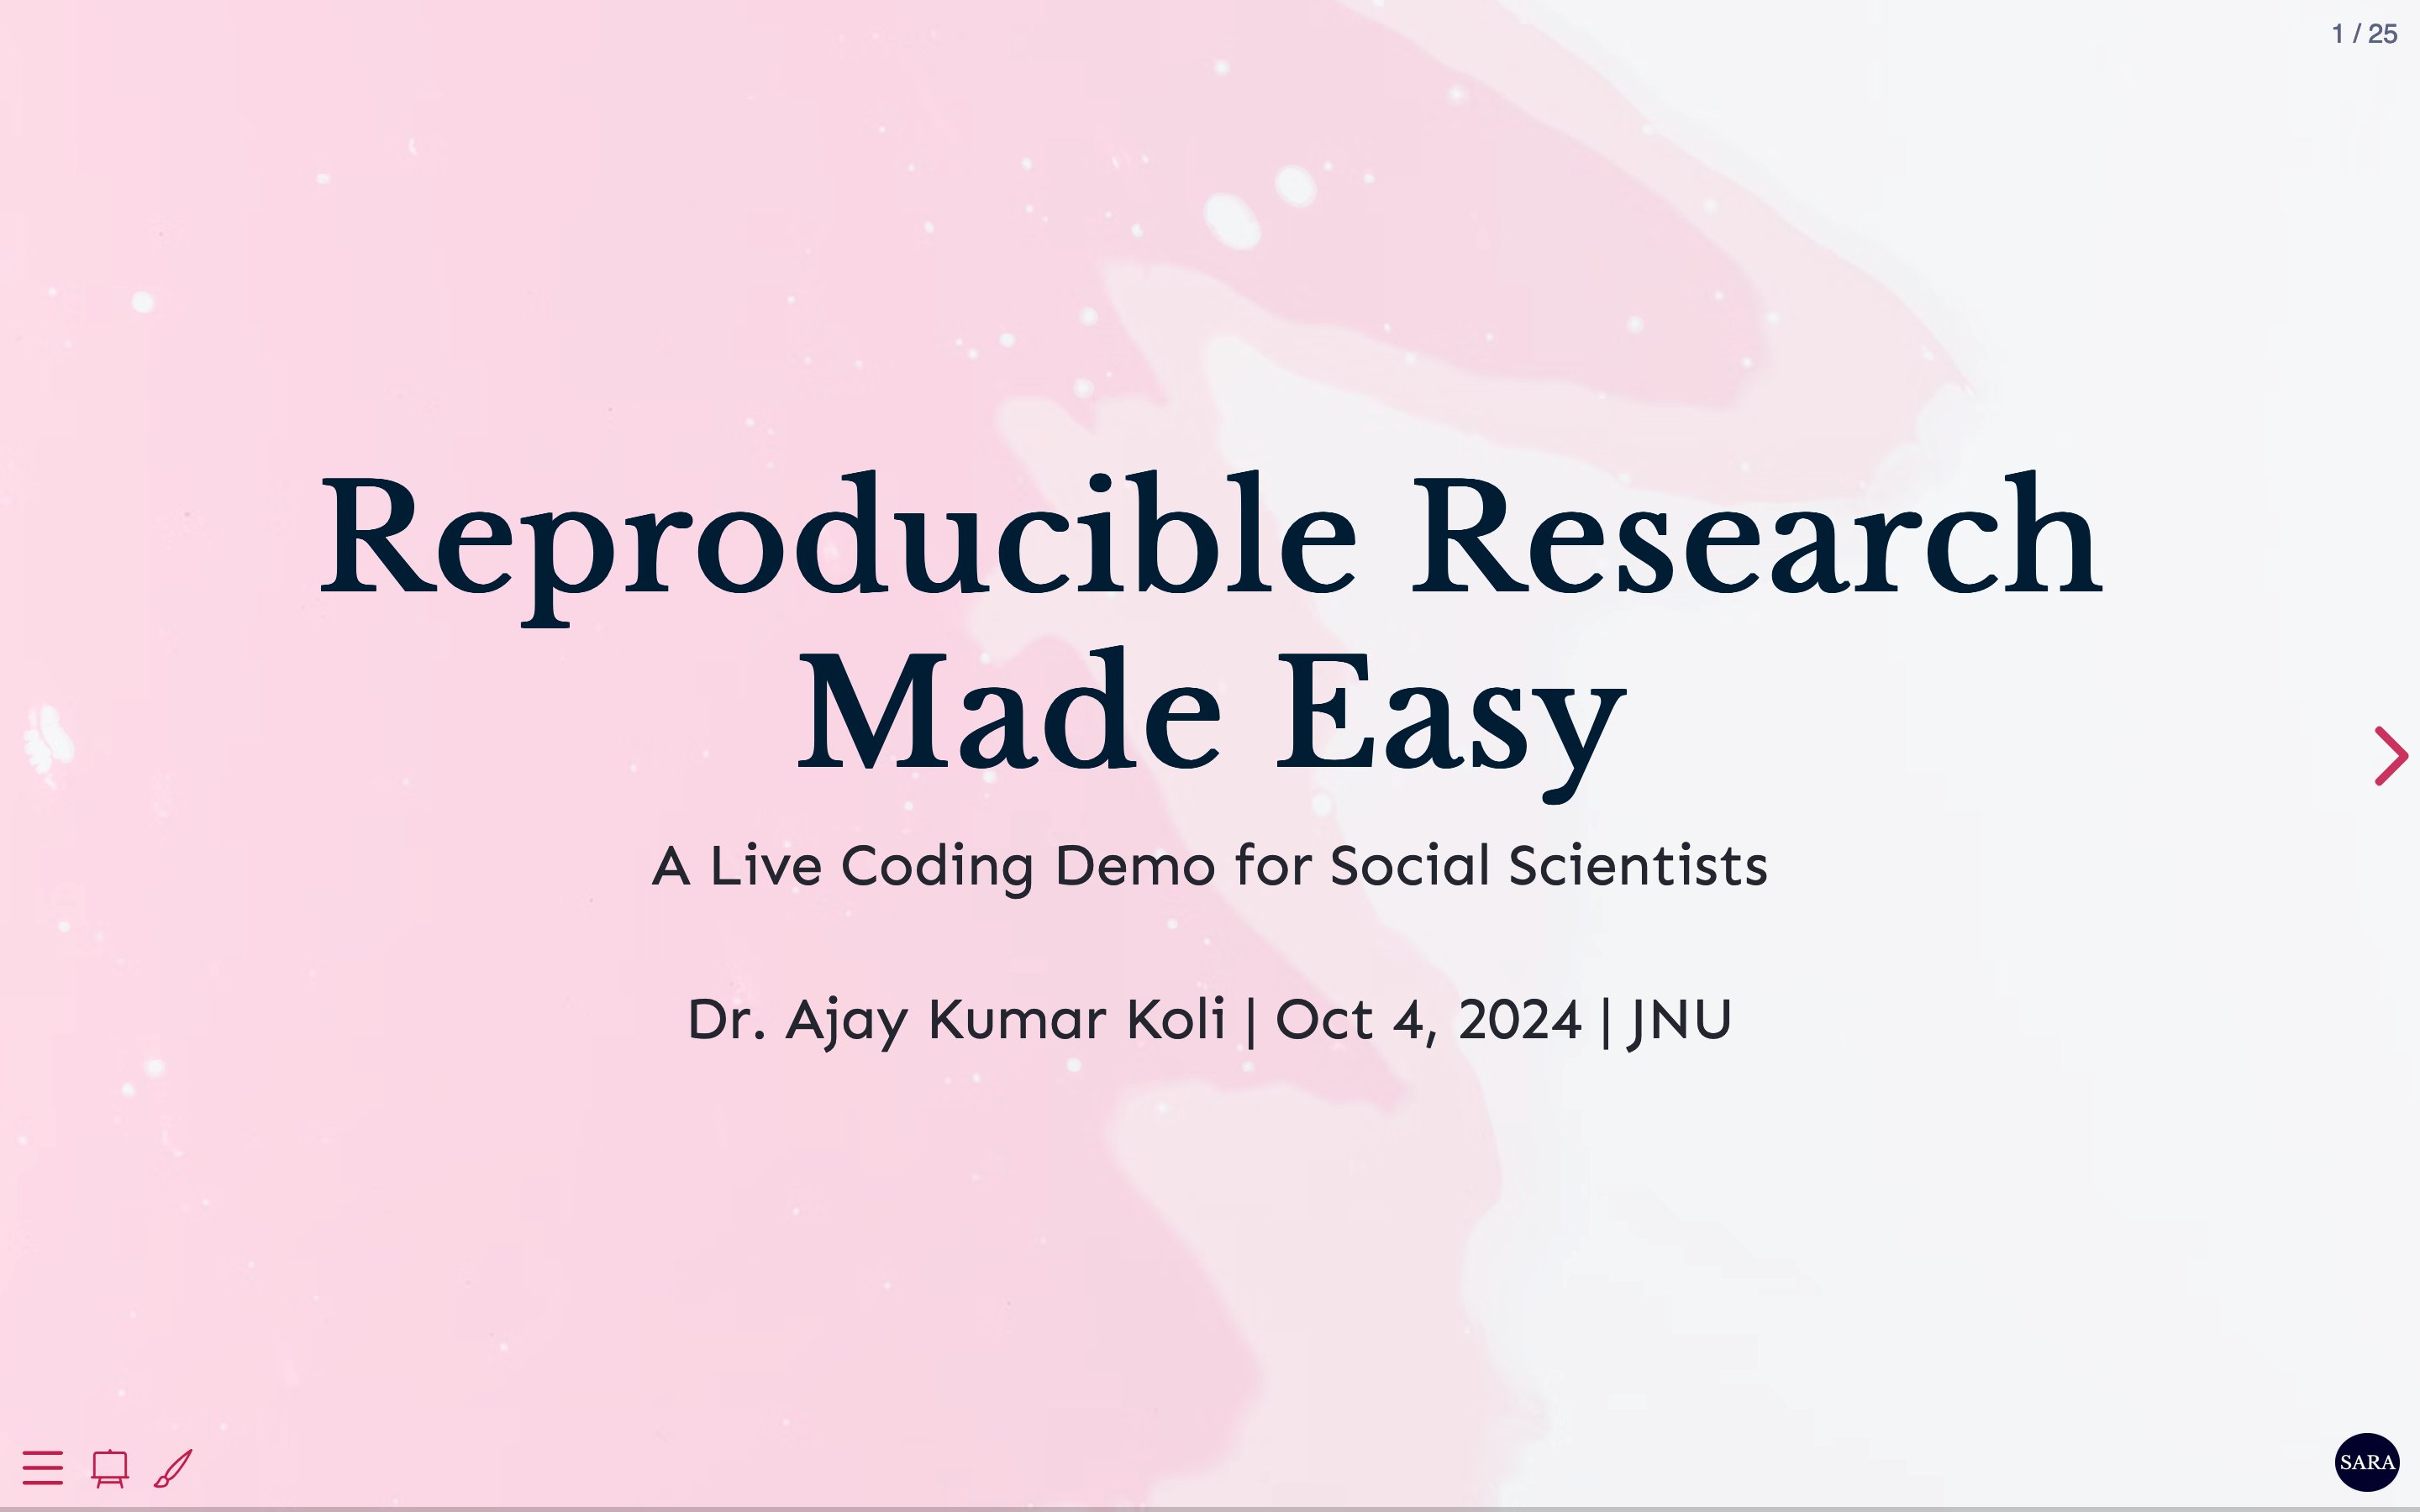 1 / 25
Reproducible Research
Made Easy
A Live Coding Demo for Social Scientists
Dr. Ajay Kumar Koli | Oct 4, 2024 | JNU
SARA